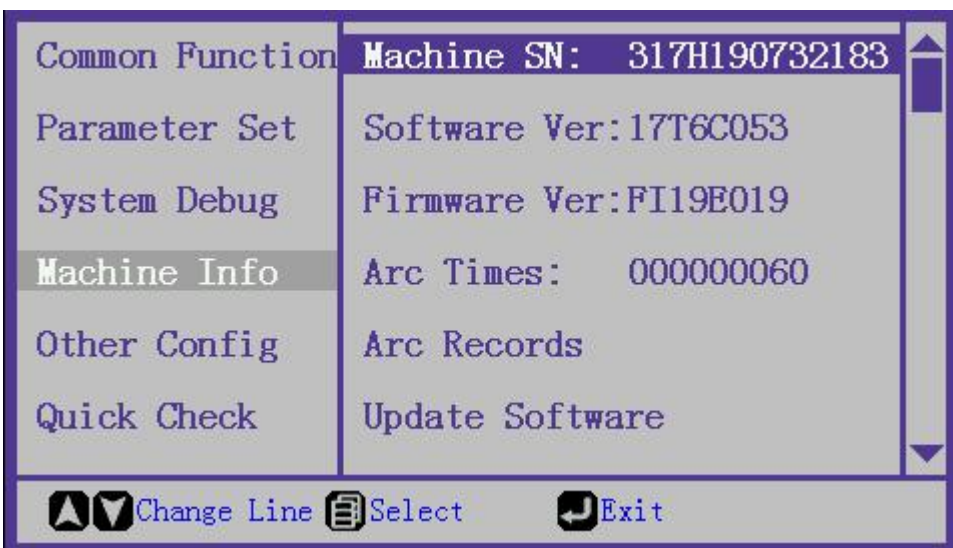 Common Function
Parameter Set
System Debug
Machine Info
Other Config
Quick Check
Machine SN: 317H190732183
Software Ver:17T6C053
Firmware Ver:FI19E019
Arc Times: 000000060
Arc Records
Update Software
Change Line Select Exit